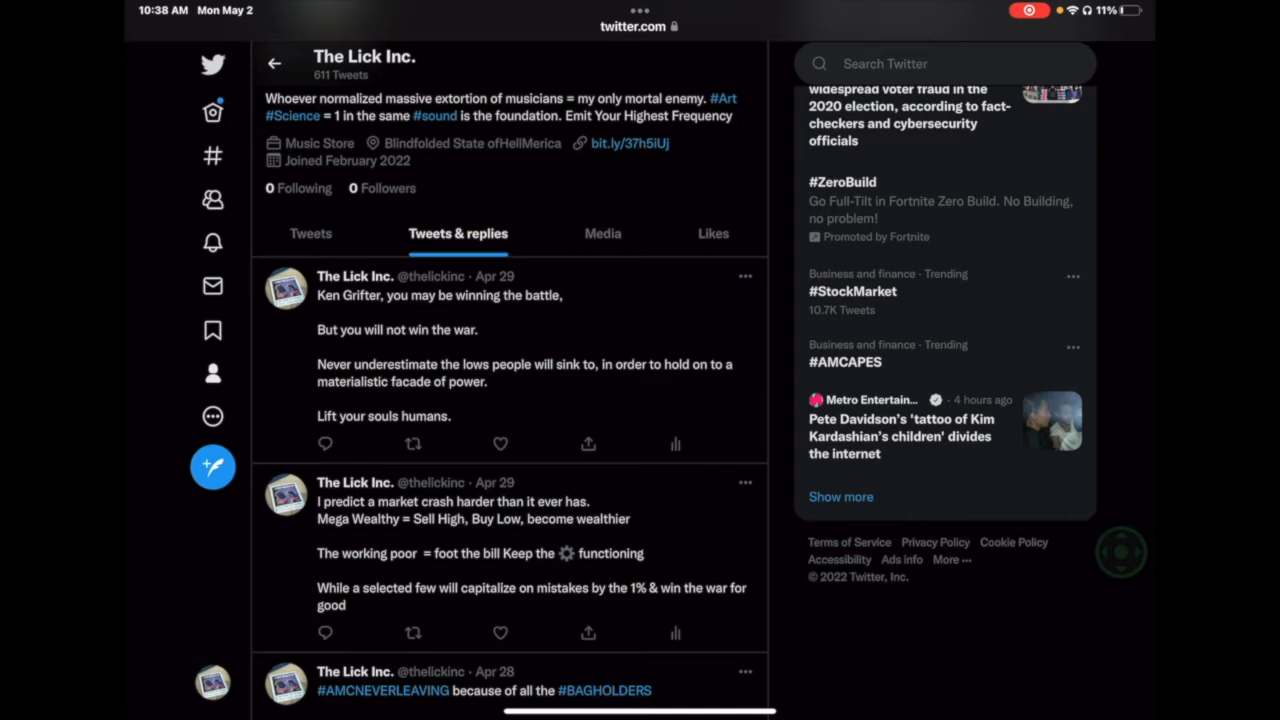 10:38 AM Mon May 2
11%
twitter.com
The Lick Inc.
611 Tweets
Whoever normalized massive extortion of musicians = my only mortal enemy. #Art
#Science = 1 in the same #sound is the foundation. Emit Your Highest Frequency
Music Store Blindfolded State ofHellMerica bit.ly/37h5iUj
Joined February 2022
0 Following 0 Followers
Tweets Tweets & replies Media Likes
The Lick Inc. @thelickinc · Apr 29
Ken Grifter, you may be winning the battle,
But you will not win the war.
Never underestimate the lows people will sink to, in order to hold on to a
materialistic facade of power.
Lift your souls humans.
The Lick Inc. @thelickinc · Apr 29
I predict a market crash harder than it ever has.
Mega Wealthy = Sell High, Buy Low, become wealthier
The working poor = foot the bill Keep the ⚙️ functioning
While a selected few will capitalize on mistakes by the 1% & win the war for
good
The Lick Inc. @thelickinc · Apr 28
#AMCNEVERLEAVING because of all the #BAGHOLDERS
Search Twitter
widespread voter fraud in the
2020 election, according to fact-
checkers and cybersecurity
officials
#ZeroBuild
Go Full-Tilt in Fortnite Zero Build. No Building,
no problem!
Promoted by Fortnite
Business and finance · Trending
#StockMarket
10.7K Tweets
Business and finance · Trending
#AMCAPES
Metro Entertain... · 4 hours ago
Pete Davidson's 'tattoo of Kim
Kardashian's children' divides
the internet
Show more
Terms of Service Privacy Policy Cookie Policy
Accessibility Ads info More ···
© 2022 Twitter, Inc.